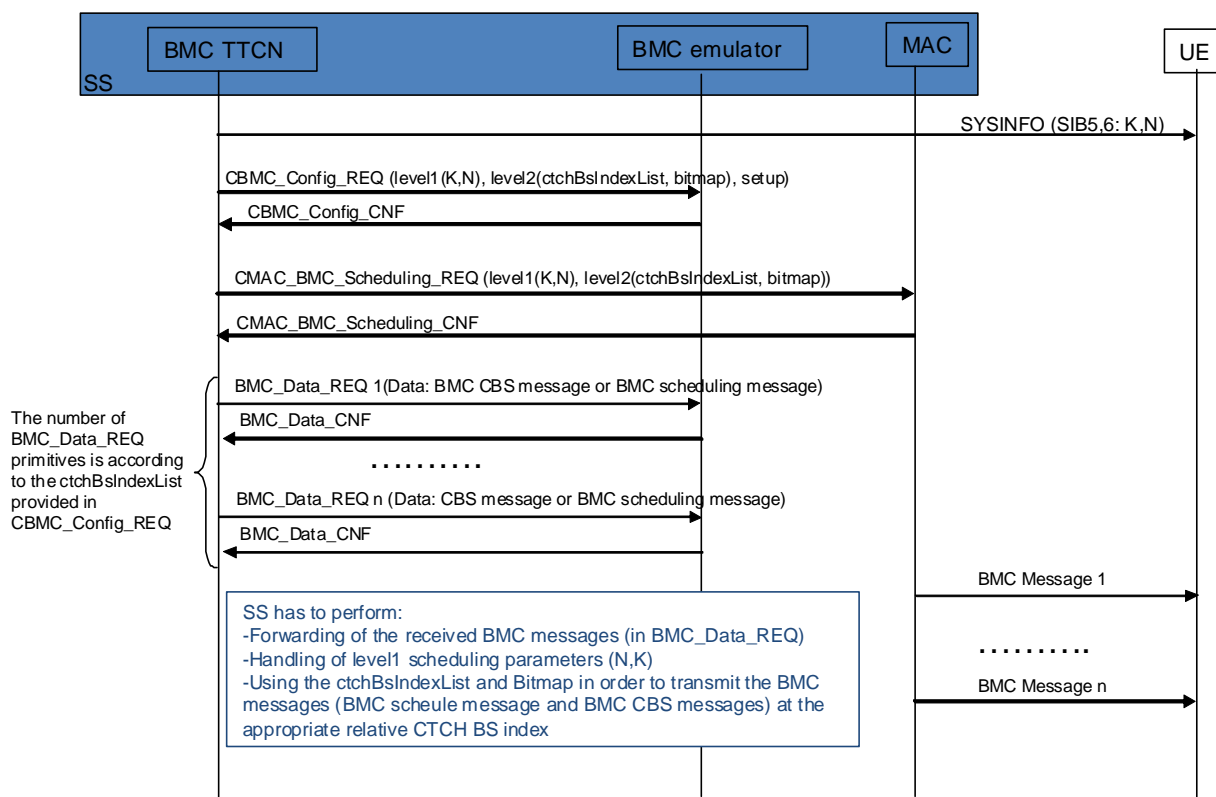 BMC TTCN
BMC emulator
MAC
UE
SS
SYSINFO (SIB5,6: K,N)
CBMC_Config_REQ (level1(K,N), level2(ctchBsIndexList, bitmap), setup)
CBMC_Config_CNF
CMAC_BMC_Scheduling_REQ (level1(K,N), level2(ctchBsIndexList, bitmap))
CMAC_BMC_Scheduling_CNF
The number of
BMC_Data_REQ
primitives is according
to the ctchBsIndexList
provided in
CBMC_Config_REQ
BMC_Data_REQ 1(Data: BMC CBS message or BMC scheduling message)
BMC_Data_CNF
..........
BMC_Data_REQ n (Data: CBS message or BMC scheduling message)
BMC_Data_CNF
BMC Message 1
..........
BMC Message n
SS has to perform:
-Forwarding of the received BMC messages (in BMC_Data_REQ)
-Handling of level1 scheduling parameters (N,K)
-Using the ctchBsIndexList and Bitmap in order to transmit the BMC
messages (BMC scheule message and BMC CBS messages) at the
appropriate relative CTCH BS index